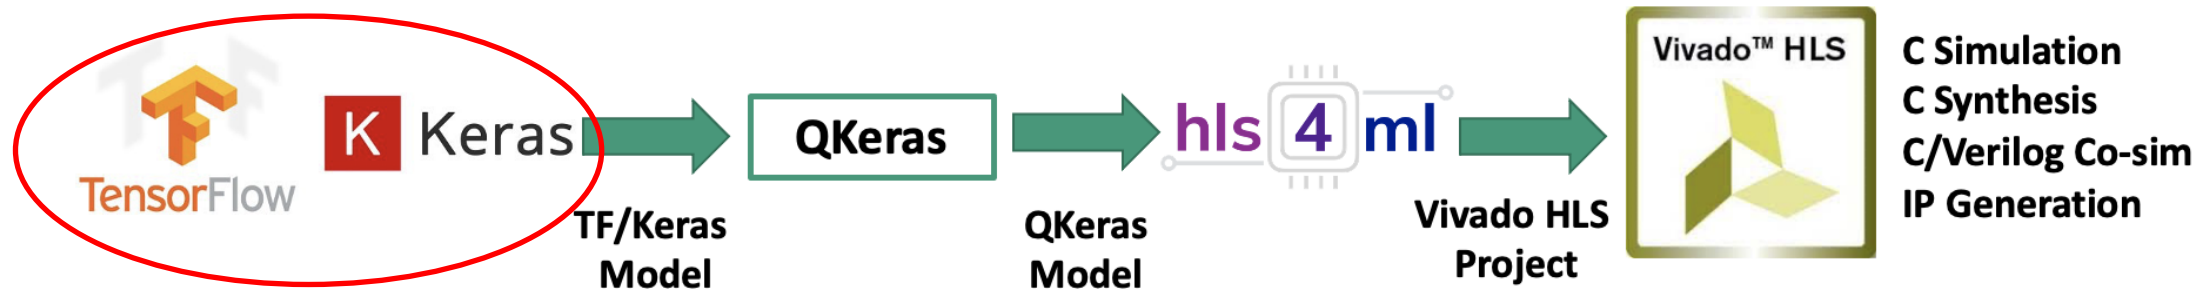 TensorFlow
K Keras
TF/Keras
Model
QKeras
QKeras
Model
hls 4 ml
Vivado HLS
Project
Vivado™ HLS
C Simulation
C Synthesis
C/Verilog Co-sim
IP Generation